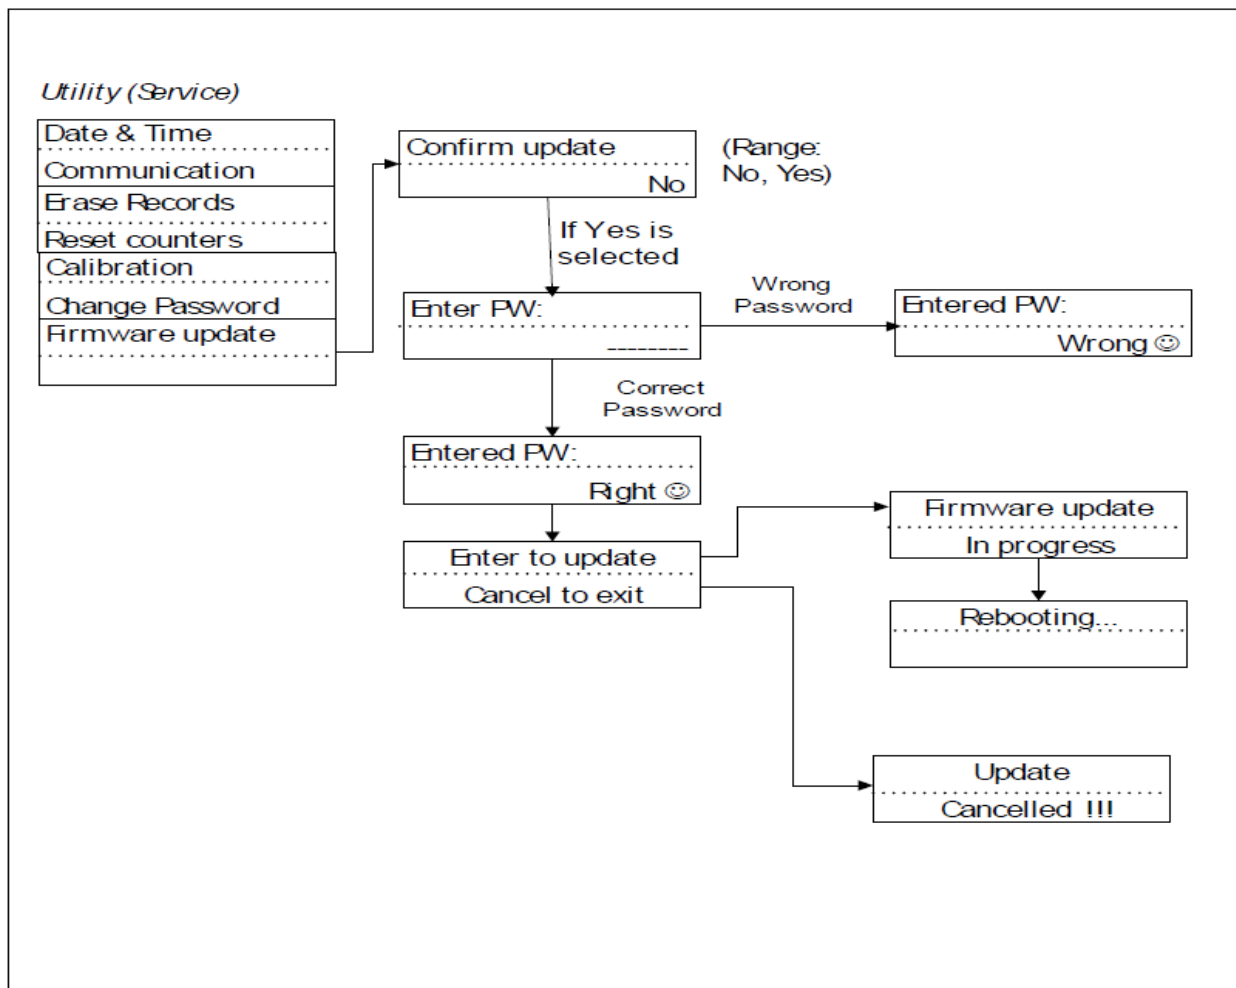 Utility (Service)
Date & Time
Communication
Erase Records
Reset counters
Calibration
Change Password
Firmware update
Confirm update
No
(Range:
No, Yes)
If Yes is
selected
Enter PW:
--------
Wrong
Password
Entered PW:
Wrong ☺
Correct
Password
Entered PW:
Right ☺
Enter to update
Cancel to exit
Firmware update
In progress
Rebooting...
Update
Cancelled !!!